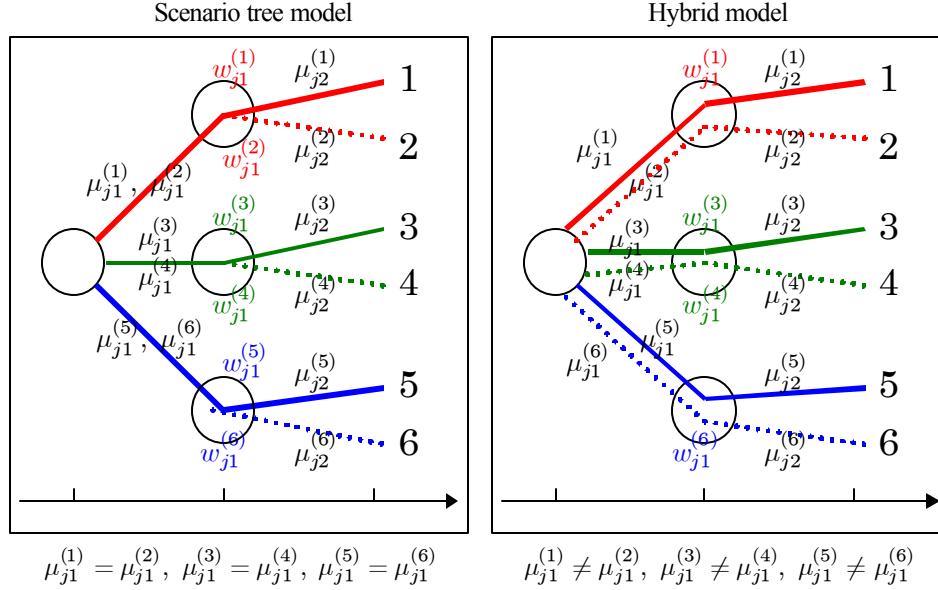 Scenario tree model
w_{j1}^{(1)} μ_{j2}^{(1)} 1
w_{j1}^{(2)} μ_{j2}^{(2)} 2
μ_{j1}^{(1)}, μ_{j1}^{(2)}
w_{j1}^{(3)} μ_{j2}^{(3)} 3
μ_{j1}^{(3)}
μ_{j1}^{(4)}
w_{j1}^{(4)} μ_{j2}^{(4)} 4
μ_{j1}^{(5)}, μ_{j1}^{(6)}
w_{j1}^{(5)} μ_{j2}^{(5)} 5
w_{j1}^{(6)} μ_{j2}^{(6)} 6
μ_{j1}^{(1)} = μ_{j1}^{(2)}, μ_{j1}^{(3)} = μ_{j1}^{(4)}, μ_{j1}^{(5)} = μ_{j1}^{(6)}
Hybrid model
w_{j1}^{(1)} μ_{j2}^{(1)} 1
μ_{j1}^{(1)}
μ_{j2}^{(2)} 2
μ_{j1}^{(2)}
w_{j1}^{(3)} μ_{j2}^{(3)} 3
μ_{j1}^{(3)}
μ_{j1}^{(4)}
w_{j1}^{(4)} μ_{j2}^{(4)} 4
μ_{j1}^{(5)}
μ_{j1}^{(6)}
μ_{j2}^{(5)} 5
w_{j1}^{(6)} μ_{j2}^{(6)} 6
μ_{j1}^{(1)} ≠ μ_{j1}^{(2)}, μ_{j1}^{(3)} ≠ μ_{j1}^{(4)}, μ_{j1}^{(5)} ≠ μ_{j1}^{(6)}